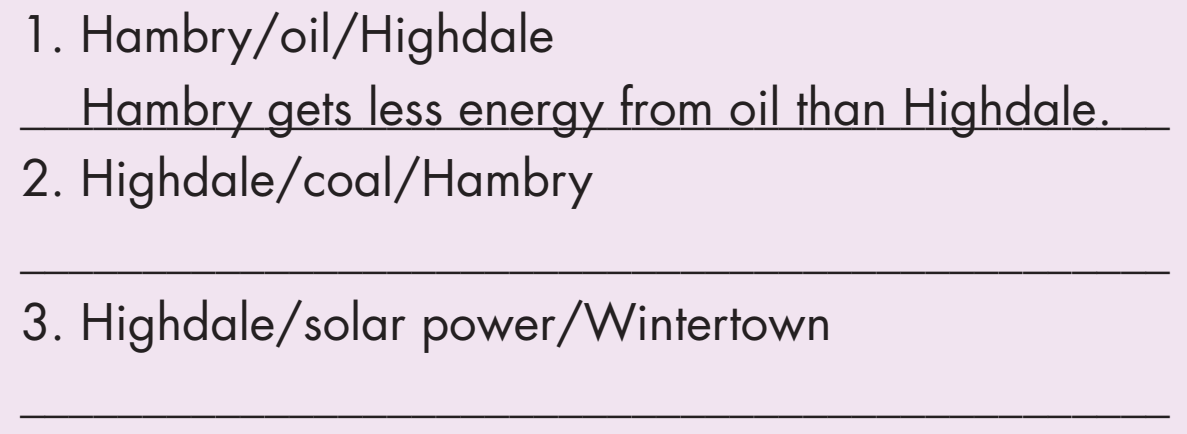 1. Hambry/oil/Highdale
Hambry gets less energy from oil than Highdale.
2. Highdale/coal/Hambry
3. Highdale/solar power/Wintertown